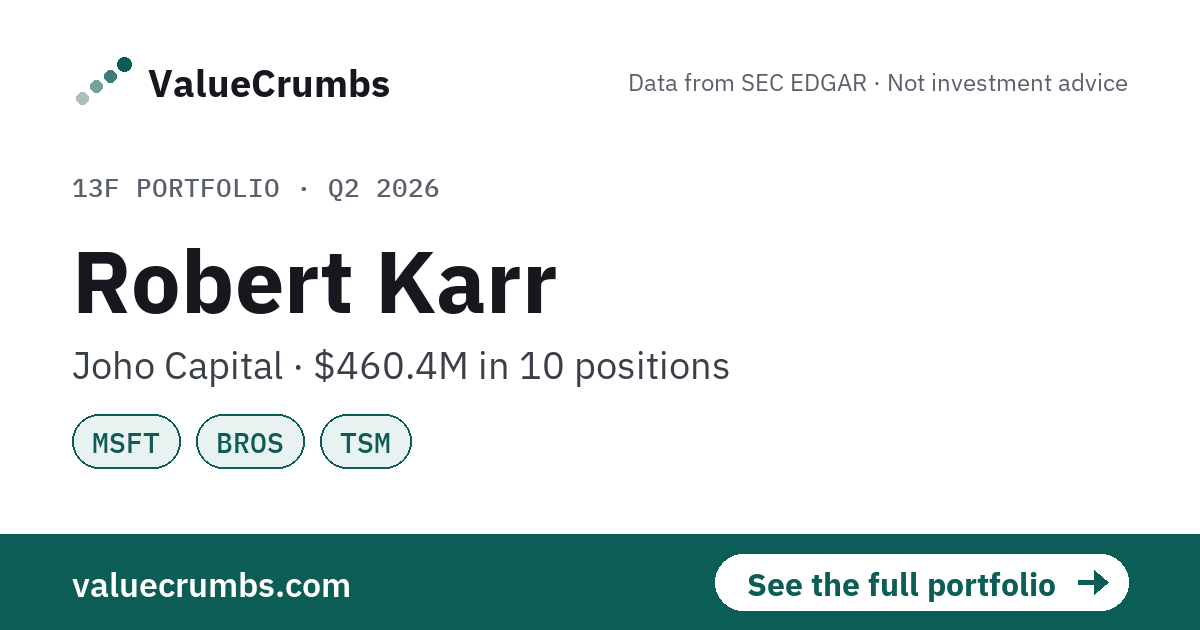 ValueCrumbs
Data from SEC EDGAR · Not investment advice
13F PORTFOLIO · Q2 2026
Robert Karr
Joho Capital · $460.4M in 10 positions
MSFT BROS TSM
valuecrumbs.com
See the full portfolio →